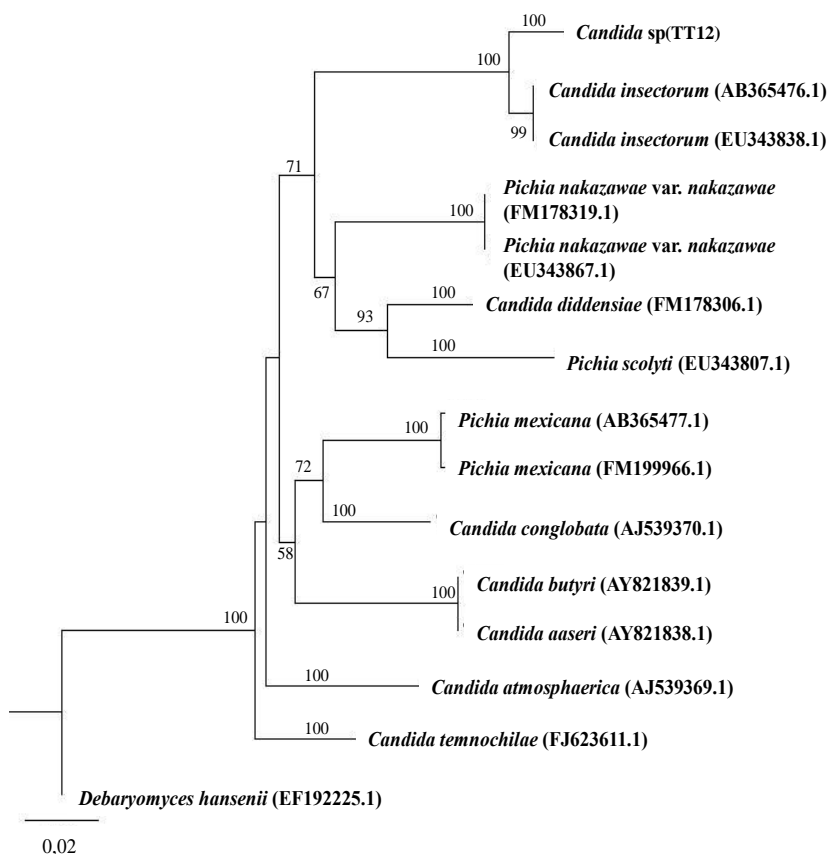 100
Candida sp(TT12)
100
Candida insectorum (AB365476.1)
99
Candida insectorum (EU343838.1)
71
Pichia nakazawae var. nakazawae
(FM178319.1)
100
Pichia nakazawae var. nakazawae
(EU343867.1)
67
100
Candida diddensiae (FM178306.1)
93
100
Pichia scolyti (EU343807.1)
Pichia mexicana (AB365477.1)
100
Pichia mexicana (FM199966.1)
72
100
Candida conglobata (AJ539370.1)
58
Candida butyri (AY821839.1)
100
Candida aaseri (AY821838.1)
100
100
Candida atmosphaerica (AJ539369.1)
100
Candida temnochilae (FJ623611.1)
Debaryomyces hansenii (EF192225.1)
0,02